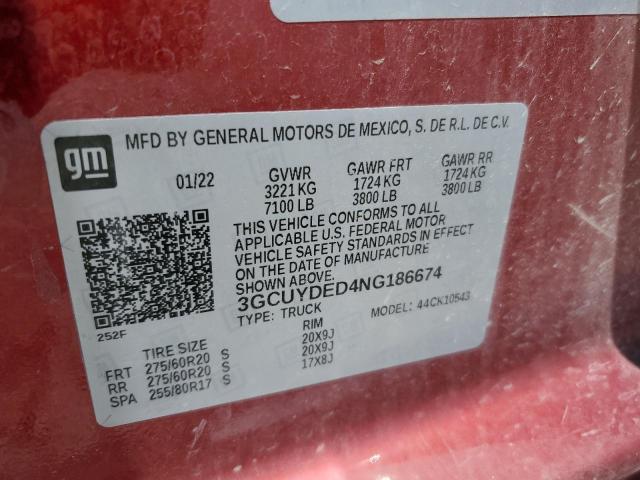 gm
MFD BY GENERAL MOTORS DE MEXICO, S. DE R.L. DE C.V.
01/22 GVWR GAWR FRT GAWR RR
3221 KG 1724 KG 1724 KG
7100 LB 3800 LB 3800 LB
THIS VEHICLE CONFORMS TO ALL
APPLICABLE U.S. FEDERAL MOTOR
VEHICLE SAFETY STANDARDS IN EFFECT
ON THE DATE OF MANUFACTURE
SHOWN ABOVE.
3GCUYDED4NG186674
TYPE: TRUCK MODEL: 44CK10543
252F
TIRE SIZE RIM
FRT 275/60R20 S 20X9J
RR 275/60R20 S 20X9J
SPA 255/80R17 S 17X8J